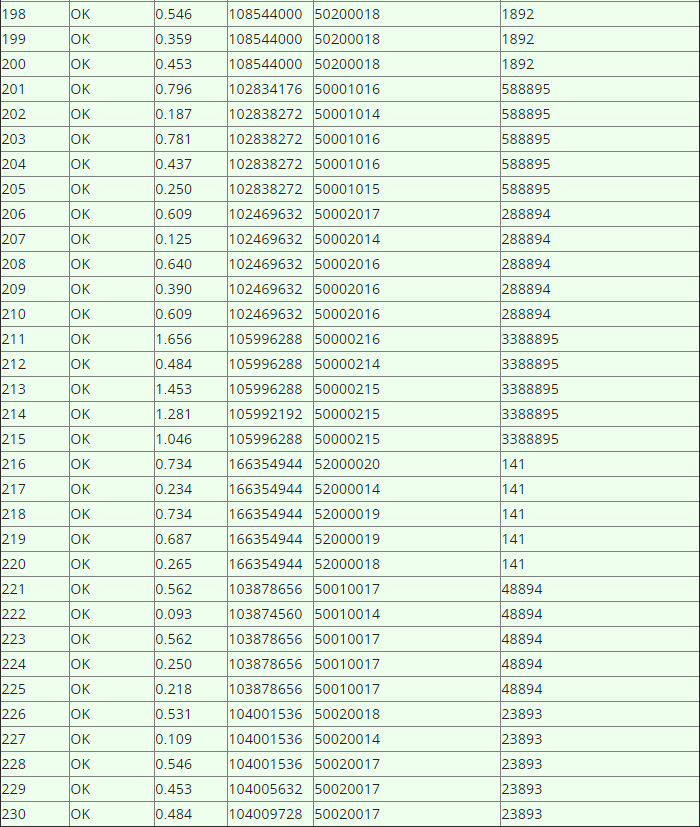 198 OK 0.546 108544000 50200018 1892
199 OK 0.359 108544000 50200018 1892
200 OK 0.453 108544000 50200018 1892
201 OK 0.796 102834176 50001016 588895
202 OK 0.187 102838272 50001014 588895
203 OK 0.781 102838272 50001016 588895
204 OK 0.437 102838272 50001016 588895
205 OK 0.250 102838272 50001015 588895
206 OK 0.609 102469632 50002017 288894
207 OK 0.125 102469632 50002014 288894
208 OK 0.640 102469632 50002016 288894
209 OK 0.390 102469632 50002016 288894
210 OK 0.609 102469632 50002016 288894
211 OK 1.656 105996288 50000216 3388895
212 OK 0.484 105996288 50000214 3388895
213 OK 1.453 105996288 50000215 3388895
214 OK 1.281 105992192 50000215 3388895
215 OK 1.046 105996288 50000215 3388895
216 OK 0.734 166354944 52000020 141
217 OK 0.234 166354944 52000014 141
218 OK 0.734 166354944 52000019 141
219 OK 0.687 166354944 52000019 141
220 OK 0.265 166354944 52000018 141
221 OK 0.562 103878656 50010017 48894
222 OK 0.093 103874560 50010014 48894
223 OK 0.562 103878656 50010017 48894
224 OK 0.250 103878656 50010017 48894
225 OK 0.218 103878656 50010017 48894
226 OK 0.531 104001536 50020018 23893
227 OK 0.109 104001536 50020014 23893
228 OK 0.546 104001536 50020017 23893
229 OK 0.453 104005632 50020017 23893
230 OK 0.484 104009728 50020017 23893